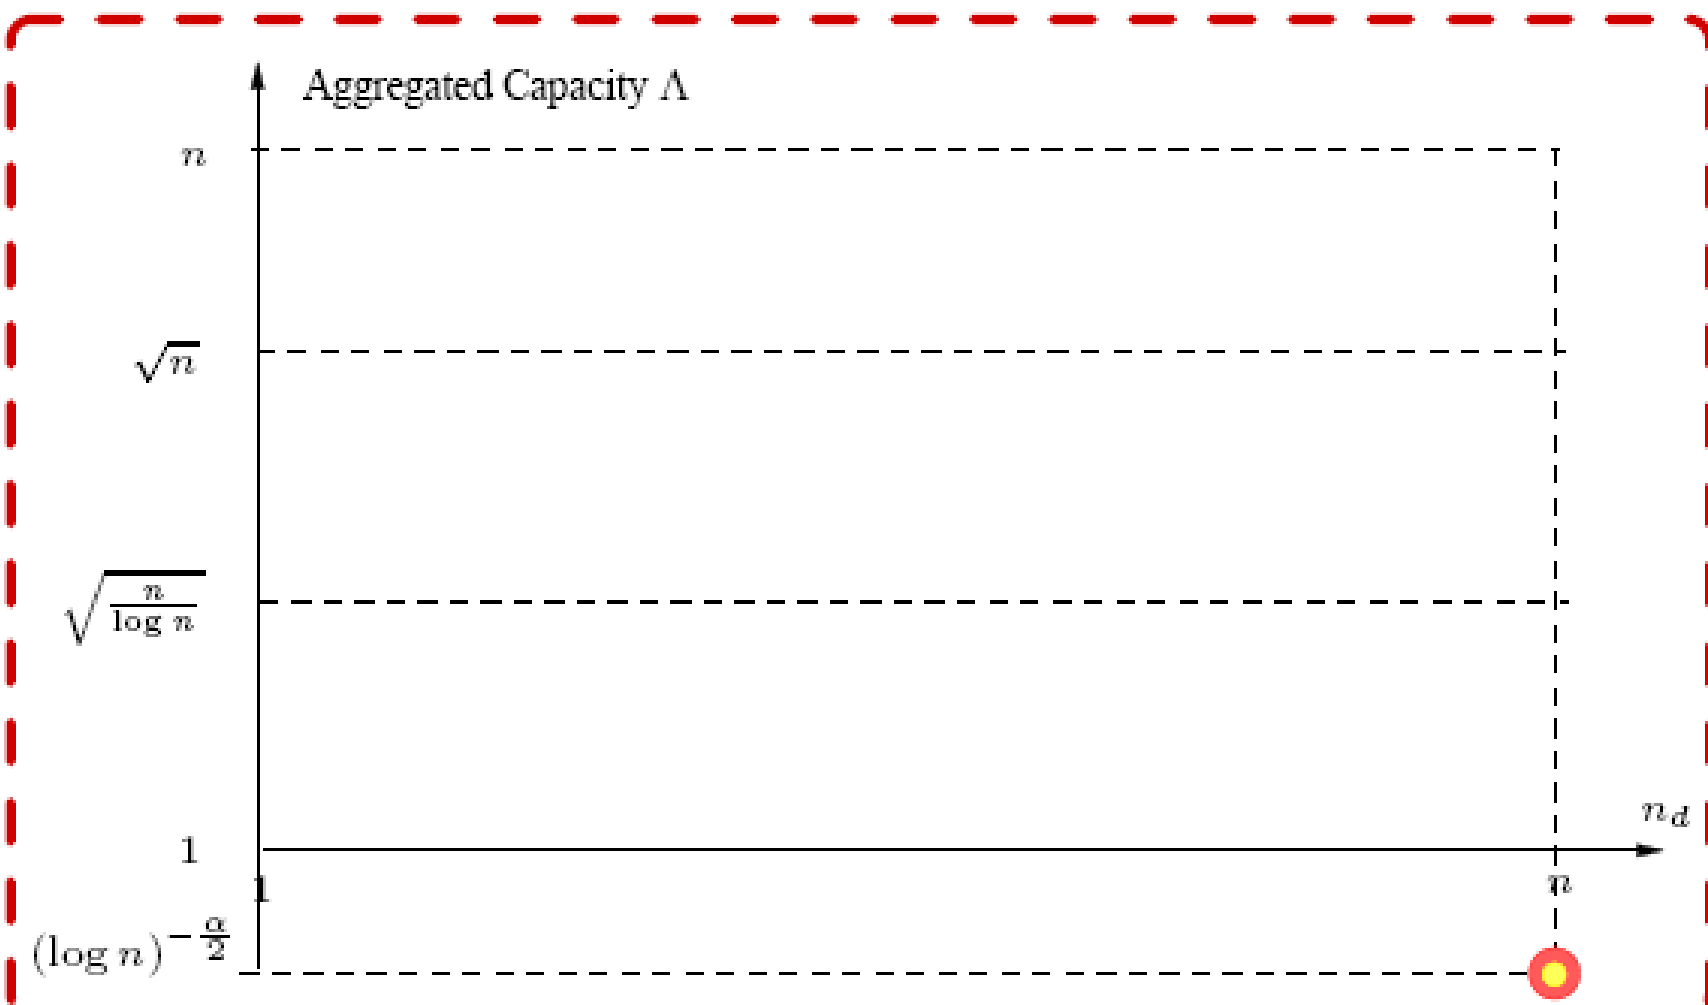 Aggregated Capacity Λ
n
√n
√(n/log n)
n_d
1
1
n
(log n)^{-α/2}